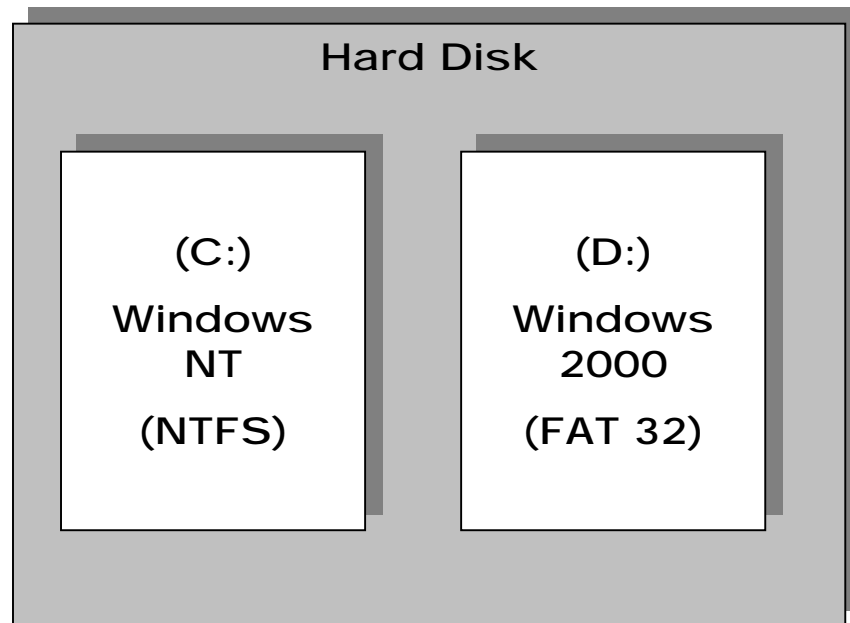 Hard Disk
(C:)
Windows
NT
(NTFS)
(D:)
Windows
2000
(FAT 32)